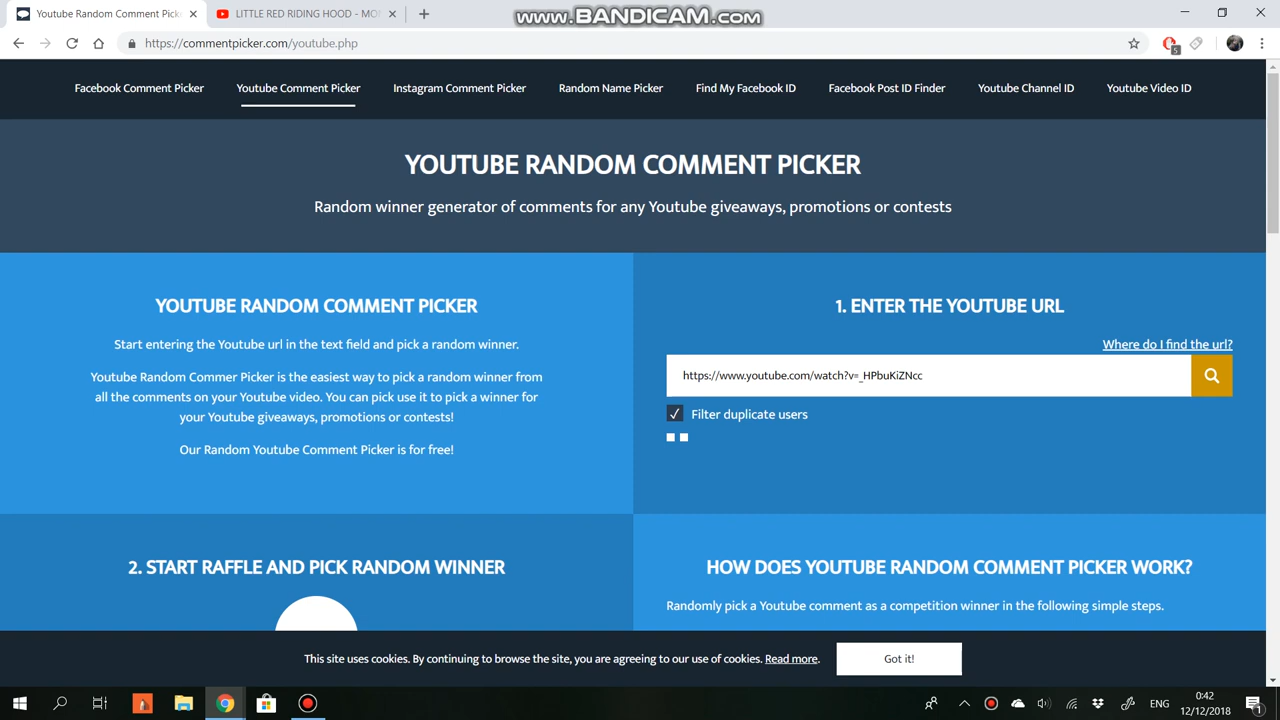 Youtube Random Comment Pick
LITTLE RED RIDING HOOD - MO
www.BANDICAM.com
https://commentpicker.com/youtube.php
5
Facebook Comment Picker
Youtube Comment Picker
Instagram Comment Picker
Random Name Picker
Find My Facebook ID
Facebook Post ID Finder
Youtube Channel ID
Youtube Video ID
YOUTUBE RANDOM COMMENT PICKER
Random winner generator of comments for any Youtube giveaways, promotions or contests
YOUTUBE RANDOM COMMENT PICKER
Start entering the Youtube url in the text field and pick a random winner.
Youtube Random Commer Picker is the easiest way to pick a random winner from
all the comments on your Youtube video. You can pick use it to pick a winner for
your Youtube giveaways, promotions or contests!
Our Random Youtube Comment Picker is for free!
1. ENTER THE YOUTUBE URL
Where do I find the url?
https://www.youtube.com/watch?v=_HPbuKiZNcc
Filter duplicate users
2. START RAFFLE AND PICK RANDOM WINNER
HOW DOES YOUTUBE RANDOM COMMENT PICKER WORK?
Randomly pick a Youtube comment as a competition winner in the following simple steps.
This site uses cookies. By continuing to browse the site, you are agreeing to our use of cookies. Read more.
Got it!
ENG
0:42
12/12/2018
1